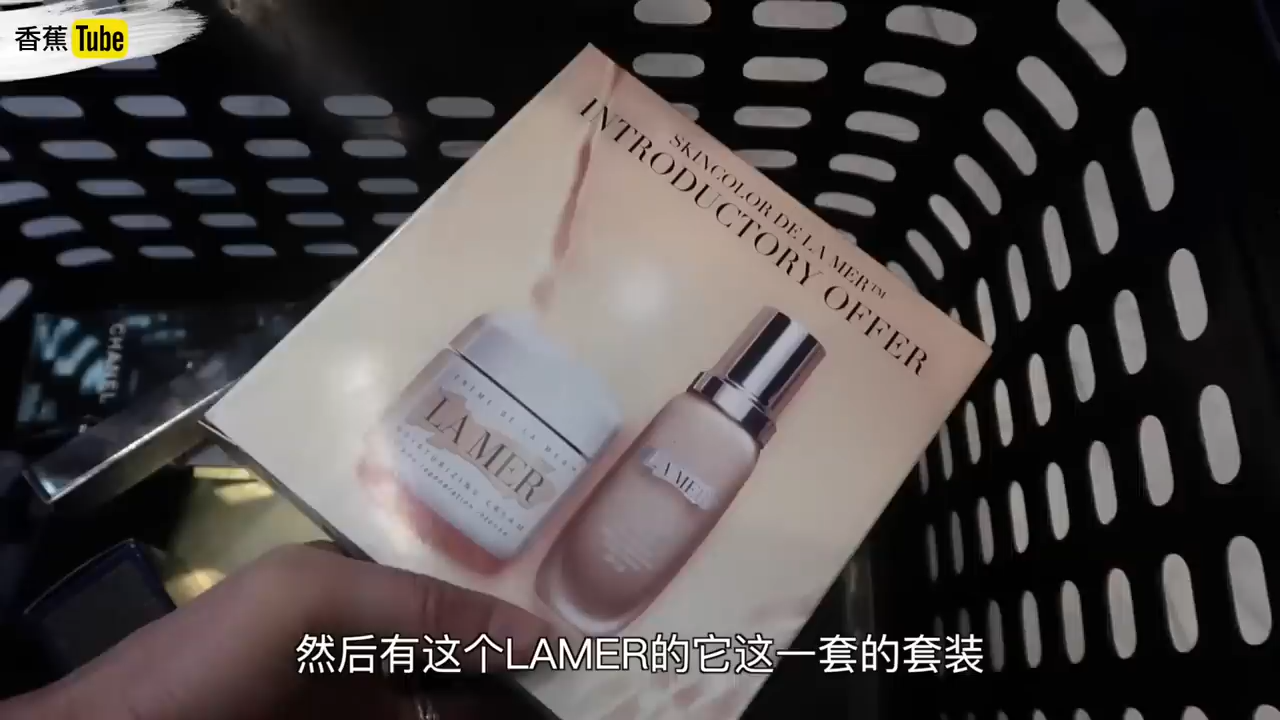 香蕉Tube
SKINCOLOR DE LA MER™
INTRODUCTORY OFFER
CRÈME DE LA MER
LA MER
MOISTURIZING CREAM
LA MER
CHANEL
然后有这个LAMER的它这一套的套装